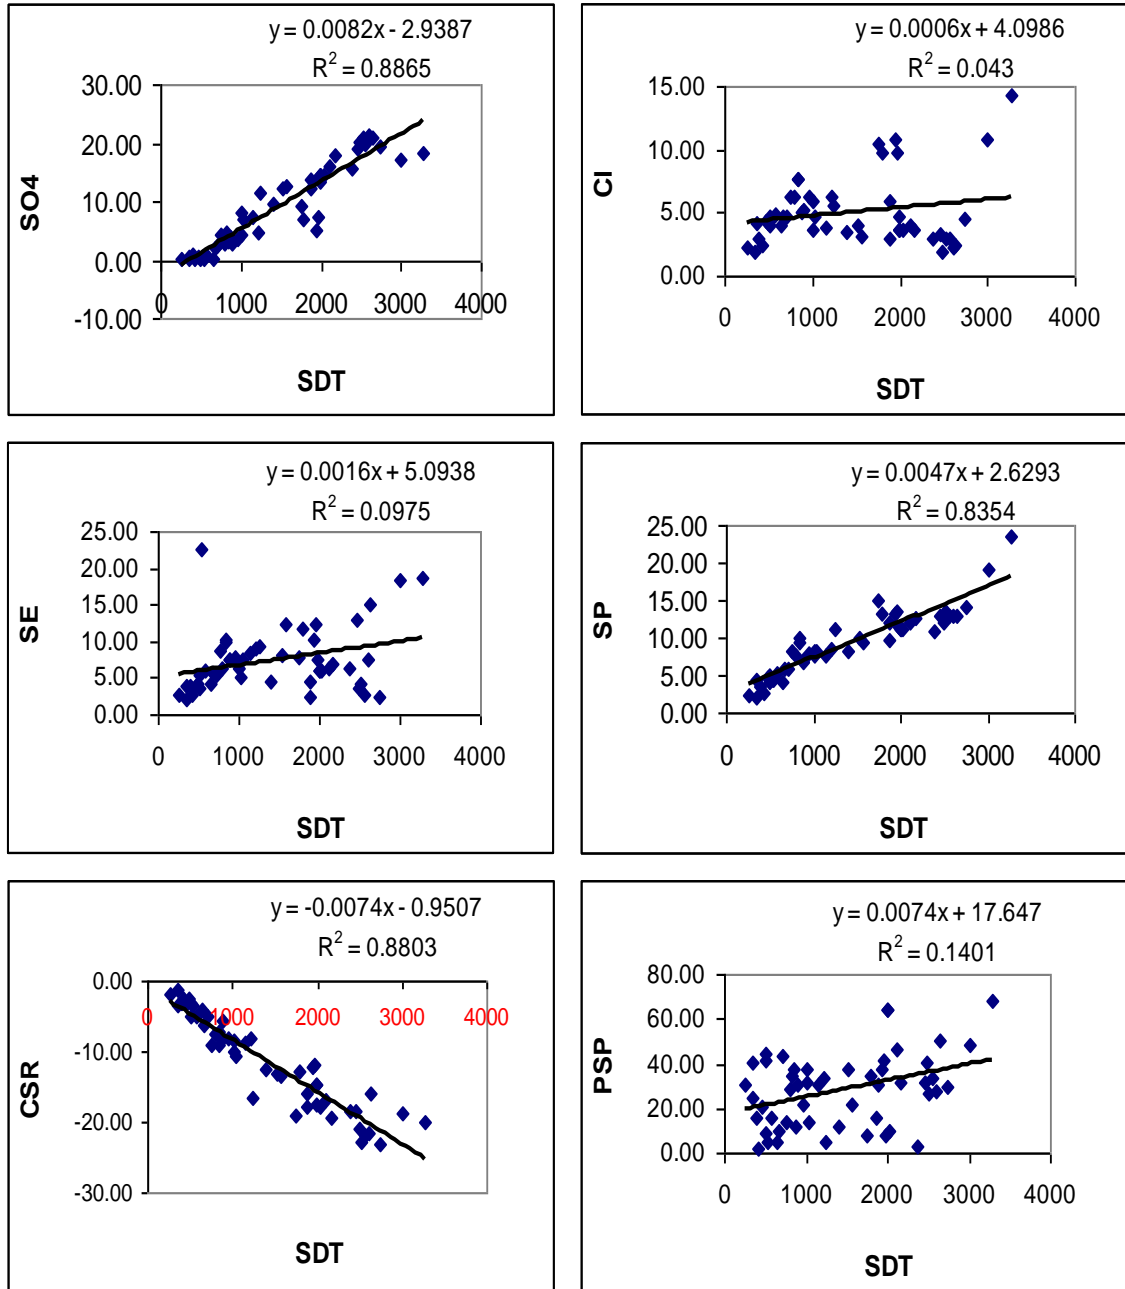 y = 0.0082x - 2.9387
R² = 0.8865
30.00
20.00
10.00
0.00
-10.00
0 1000 2000 3000 4000
SO4
SDT
y = 0.0006x + 4.0986
R² = 0.043
15.00
10.00
5.00
0.00
0 1000 2000 3000 4000
Cl
SDT
y = 0.0016x + 5.0938
R² = 0.0975
25.00
20.00
15.00
10.00
5.00
0.00
0 1000 2000 3000 4000
SE
SDT
y = 0.0047x + 2.6293
R² = 0.8354
25.00
20.00
15.00
10.00
5.00
0.00
0 1000 2000 3000 4000
SP
SDT
y = -0.0074x - 0.9507
R² = 0.8803
0.00
-10.00
-20.00
-30.00
0 1000 2000 3000 4000
CSR
SDT
y = 0.0074x + 17.647
R² = 0.1401
80.00
60.00
40.00
20.00
0.00
0 1000 2000 3000 4000
PSP
SDT